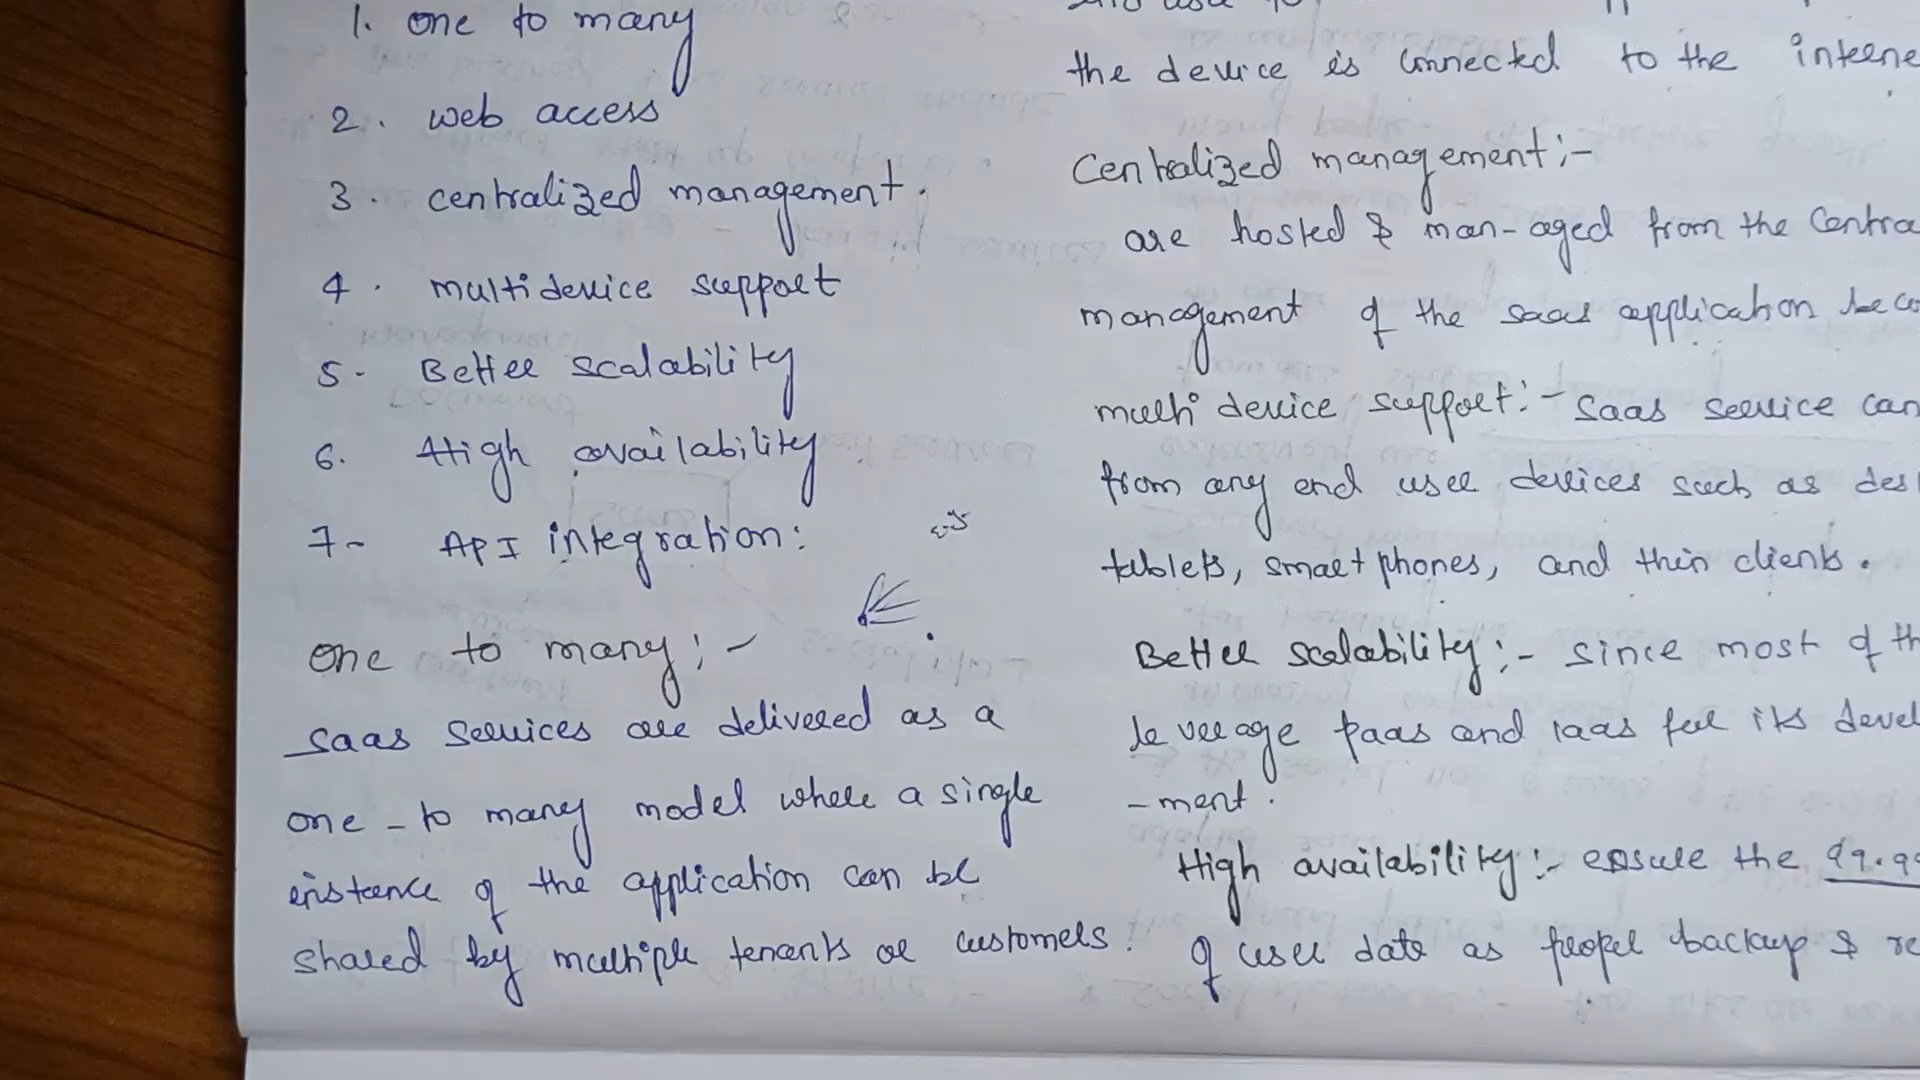 1. one to many
2. web access
3. centralized management.
4. multidevice support
5. Better scalability
6. High availability.
7- API integration:
one to many:-
saas services are delivered as a
one-to many model where a single
instance of the application can be
shared by multiple tenants or customers.
the device is connected to the
Centralized management:-
are hosted & man-aged from the
management of the saas application
multi device support:- saas service can
from any end user devices such as
tablets, smart phones, and thin clients.
Better scalability:- since most of
leverage paas and iaas for its
-ment.
High availability:- ensure the
of user data as proper backup &